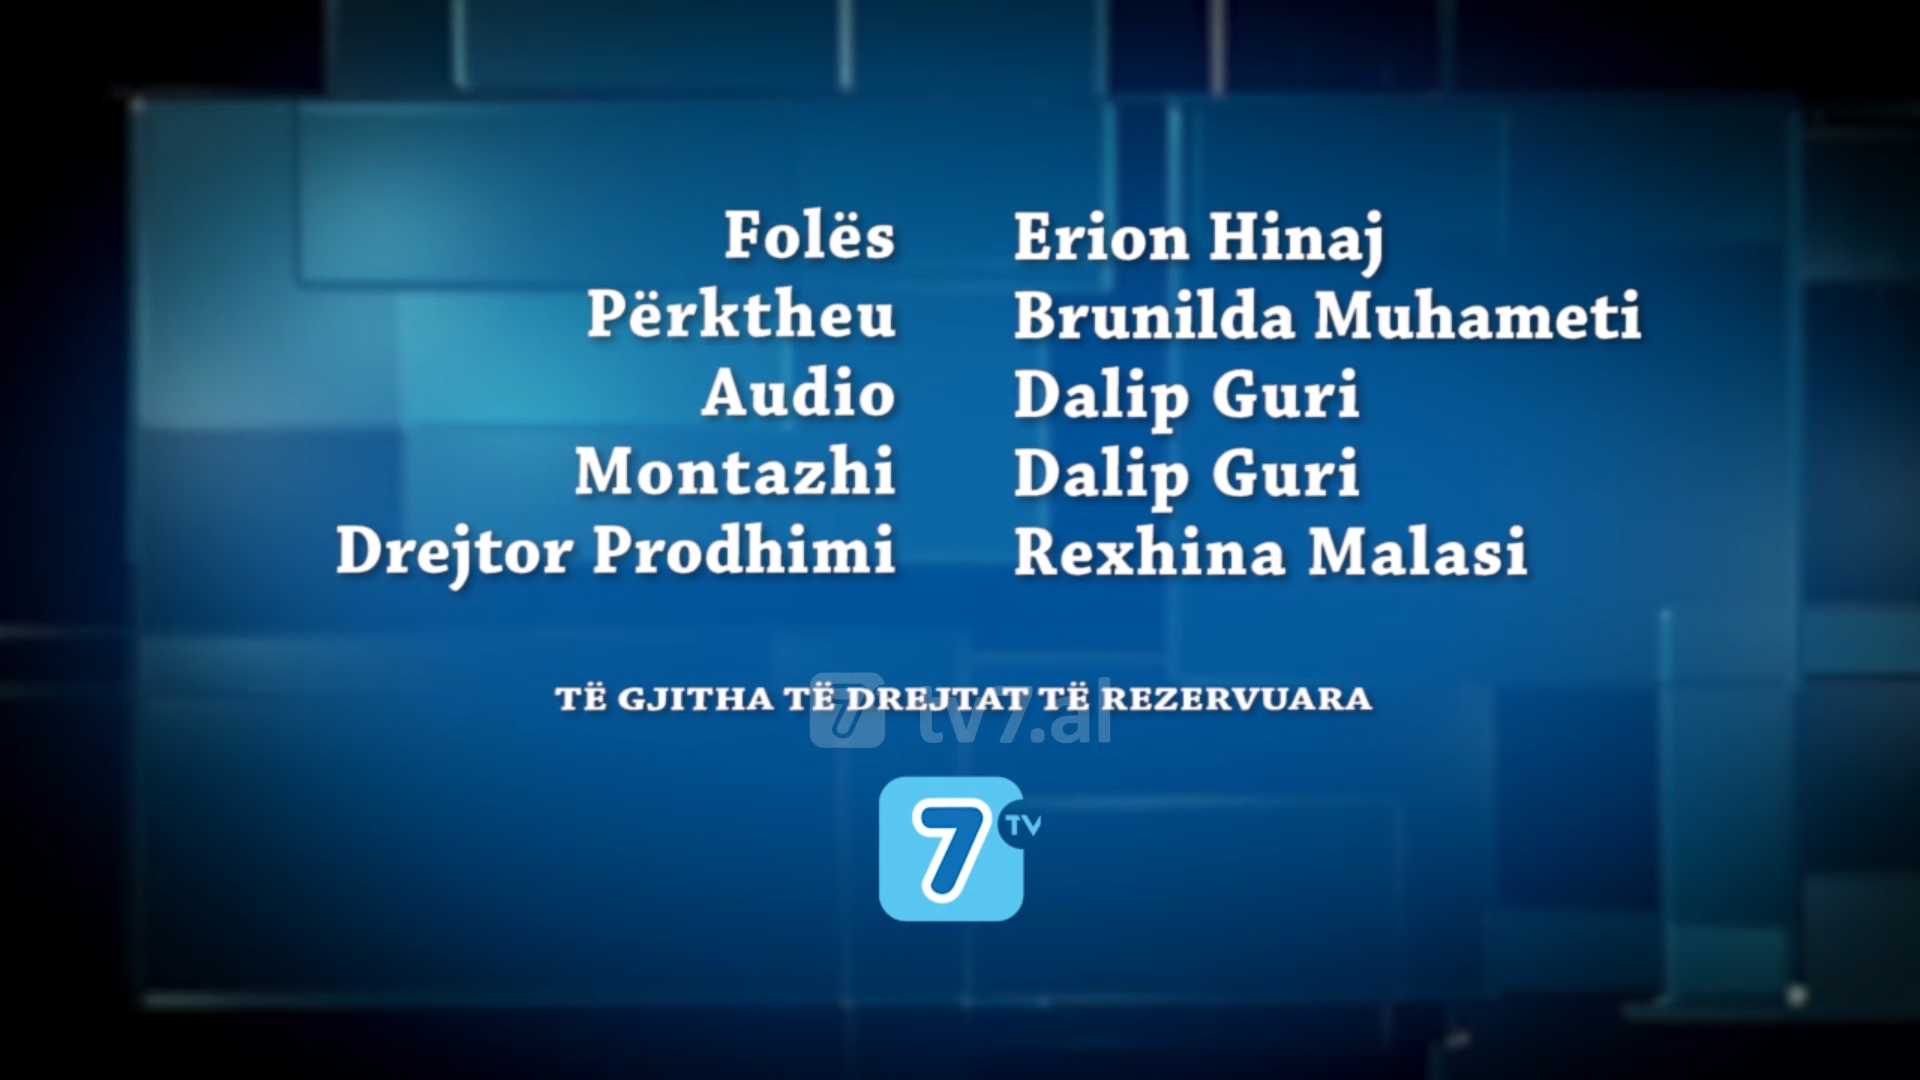 Folës Erion Hinaj
Përktheu Brunilda Muhameti
Audio Dalip Guri
Montazhi Dalip Guri
Drejtor Prodhimi Rexhina Malasi
TË GJITHA TË DREJTAT TË REZERVUARA
7 tv7.al
7 TV